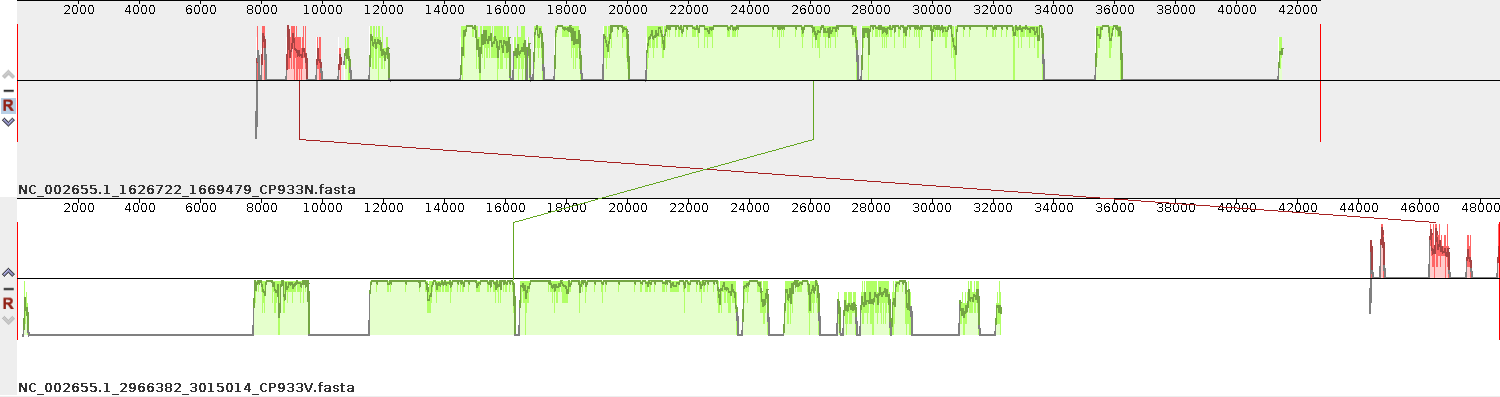 2000 4000 6000 8000 10000 12000 14000 16000 18000 20000 22000 24000 26000 28000 30000 32000 34000 36000 38000 40000 42000
R
NC_002655.1_1626722_1669479_CP933N.fasta
2000 4000 6000 8000 10000 12000 14000 16000 18000 20000 22000 24000 26000 28000 30000 32000 34000 36000 38000 40000 42000 44000 46000 48000
R
NC_002655.1_2966382_3015014_CP933V.fasta